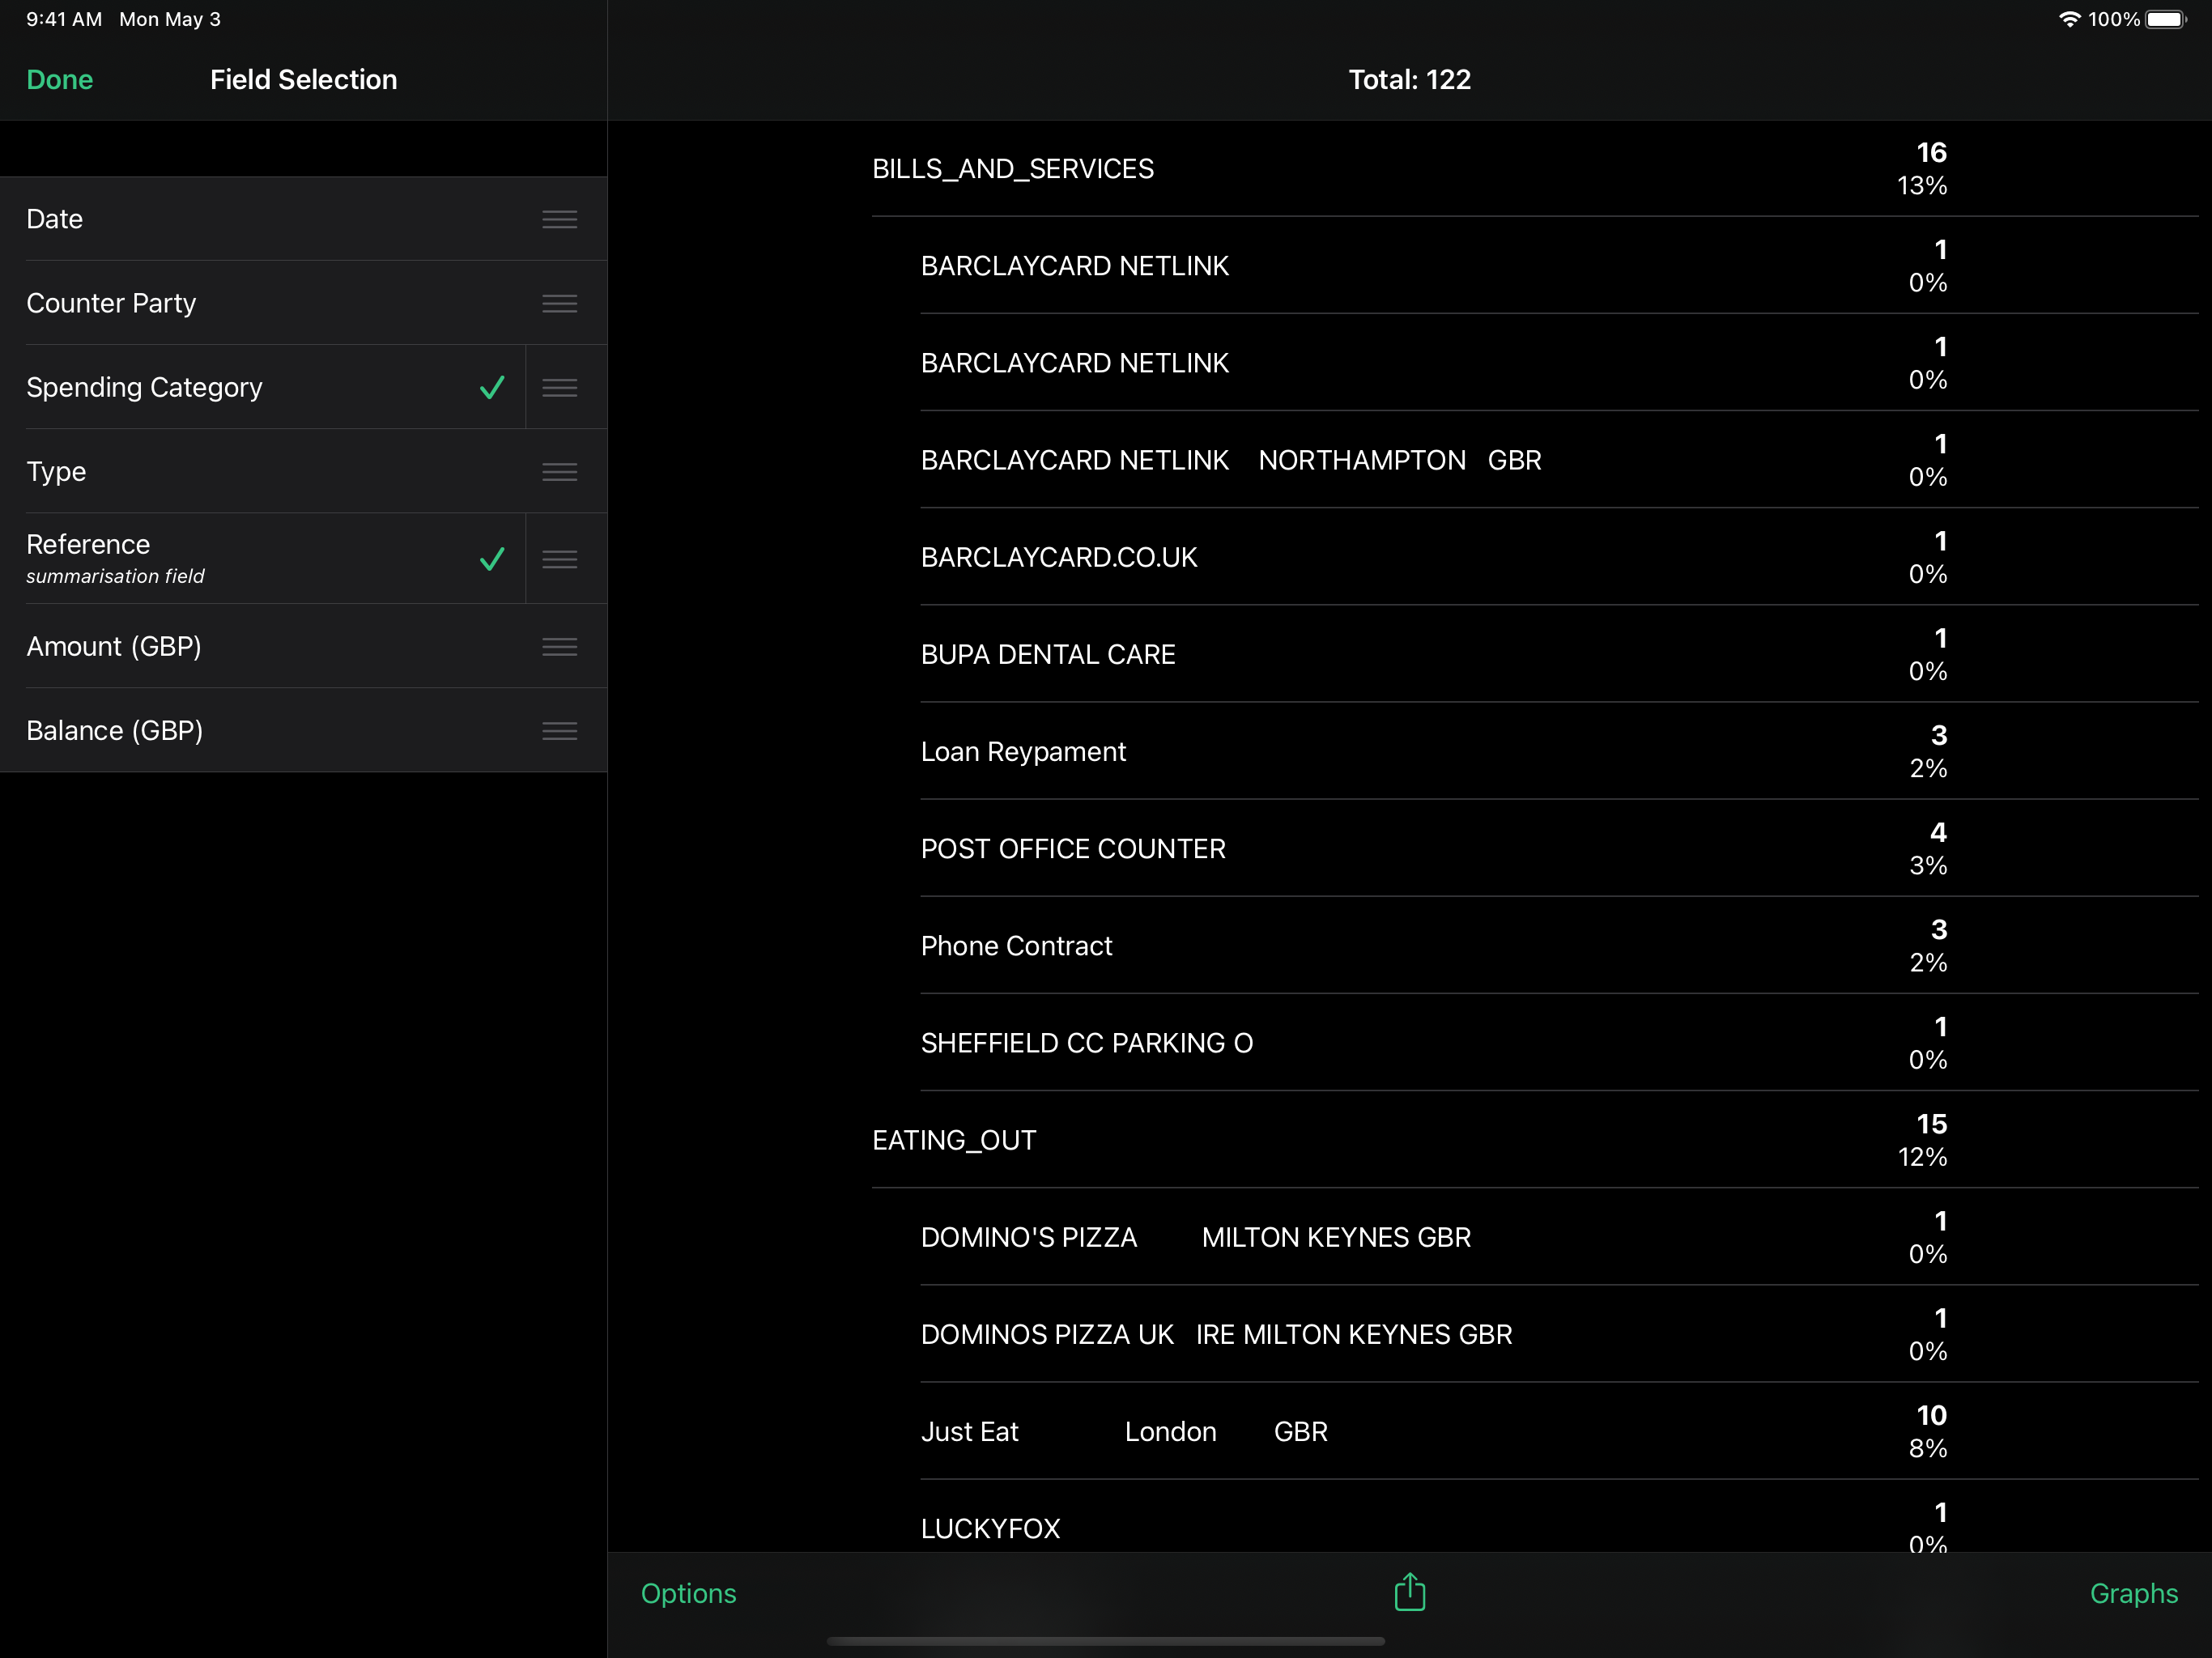 9:41 AM Mon May 3
100%
Done
Field Selection
Total: 122
Date
Counter Party
Spending Category
Type
Reference
summarisation field
Amount (GBP)
Balance (GBP)
BILLS_AND_SERVICES
16
13%
BARCLAYCARD NETLINK
1
0%
BARCLAYCARD NETLINK
1
0%
BARCLAYCARD NETLINK NORTHAMPTON GBR
1
0%
BARCLAYCARD.CO.UK
1
0%
BUPA DENTAL CARE
1
0%
Loan Reypament
3
2%
POST OFFICE COUNTER
4
3%
Phone Contract
3
2%
SHEFFIELD CC PARKING O
1
0%
EATING_OUT
15
12%
DOMINO'S PIZZA MILTON KEYNES GBR
1
0%
DOMINOS PIZZA UK IRE MILTON KEYNES GBR
1
0%
Just Eat London GBR
10
8%
LUCKYFOX
1
0%
Options
Graphs